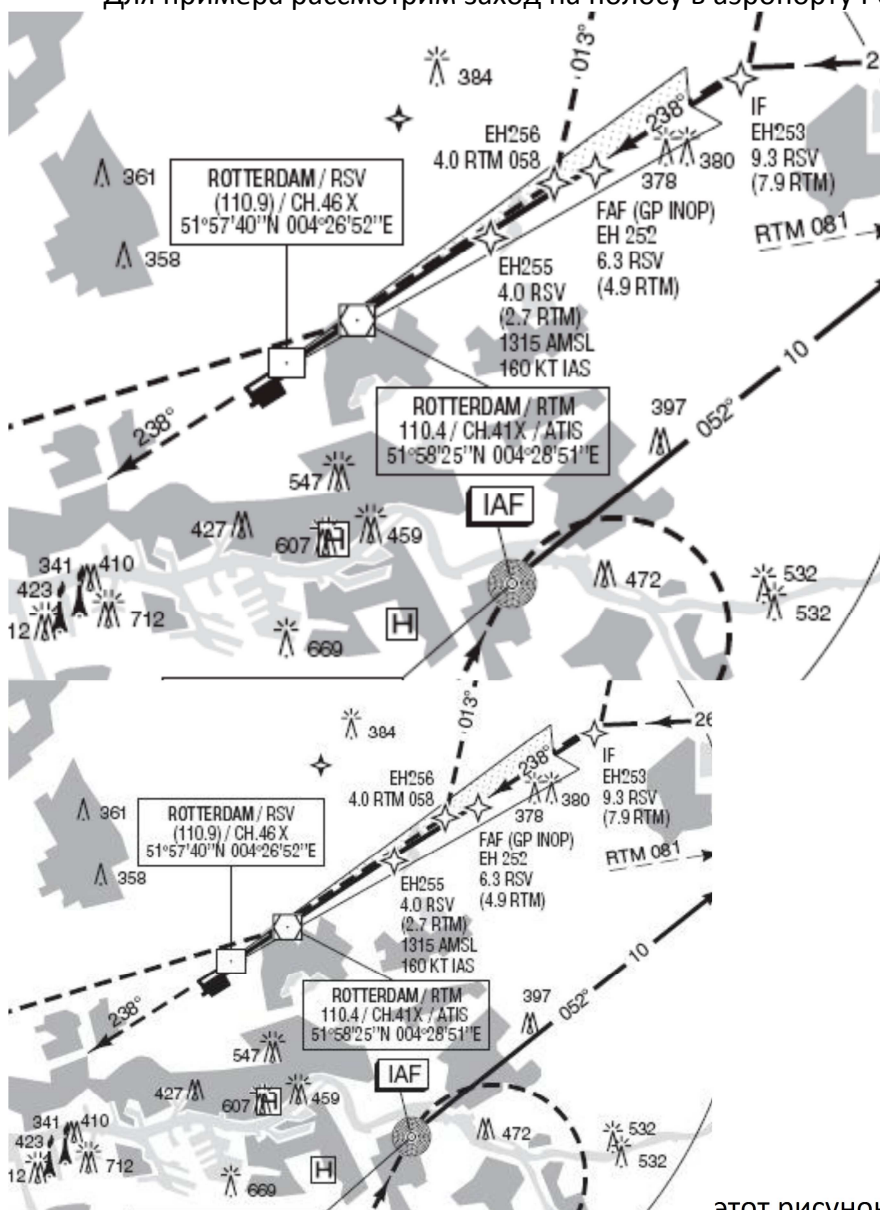 Для примера рассмотрим заход на полосу в аэропорту
384
013°
IF
EH253
9.3 RSV
(7.9 RTM)
EH256
4.0 RTM 058
238°
380
378
361
ROTTERDAM / RSV
(110.9) / CH.46 X
51°57'40''N 004°26'52''E
FAF (GP INOP)
EH 252
6.3 RSV
(4.9 RTM)
RTM 081
358
EH255
4.0 RSV
(2.7 RTM)
1315 AMSL
160 KT IAS
10
052°
397
238°
ROTTERDAM / RTM
110.4 / CH.41X / ATIS
51°58'25''N 004°28'51''E
547
IAF
427
607
H
459
341
410
423
472
532
532
12
712
H
669
013°
384
26
238°
IF
EH253
9.3 RSV
(7.9 RTM)
EH256
4.0 RTM 058
380
378
361
ROTTERDAM / RSV
(110.9) / CH.46 X
51°57'40''N 004°26'52''E
FAF (GP INOP)
EH 252
6.3 RSV
(4.9 RTM)
RTM 081
358
EH255
4.0 RSV
(2.7 RTM)
1315 AMSL
160 KT IAS
10
052°
397
238°
ROTTERDAM / RTM
110.4 / CH.41X / ATIS
51°58'25''N 004°28'51''E
547
IAF
427
607
H
459
341
410
423
472
532
532
12
712
H
669
этот рисунок